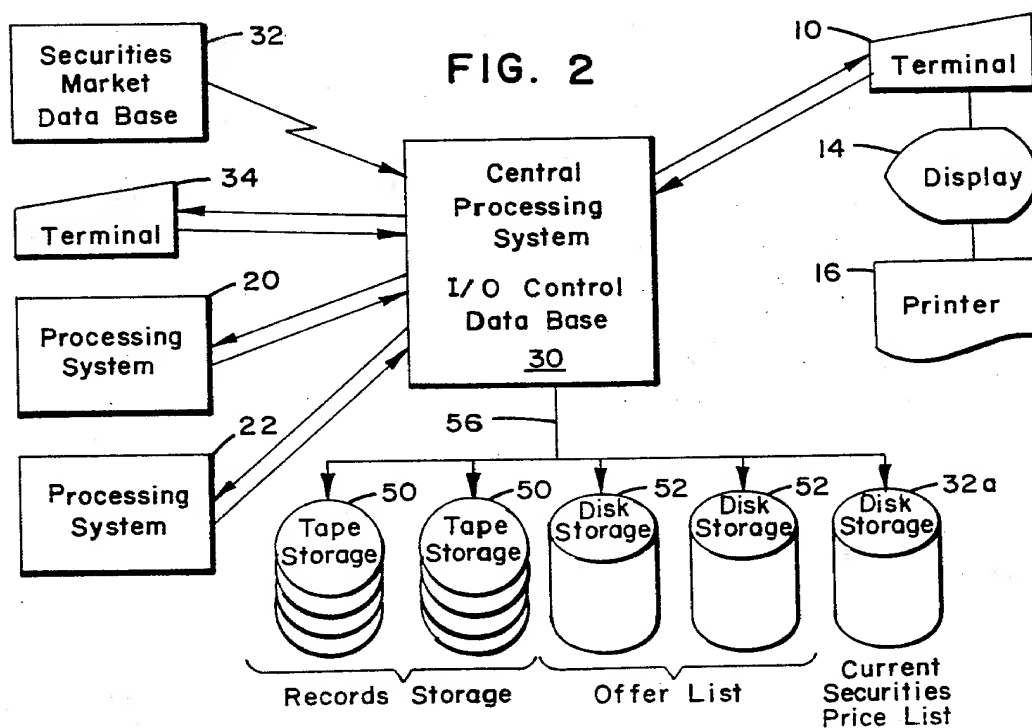 FIG. 2
32
Securities
Market
Data Base
34
Terminal
20
Processing
System
22
Processing
System
Central
Processing
System
I/O Control
Data Base
30
10
Terminal
14
Display
16
Printer
56
50
Tape
Storage
50
Tape
Storage
52
Disk
Storage
52
Disk
Storage
32a
Disk
Storage
Records Storage
Offer List
Current
Securities
Price List